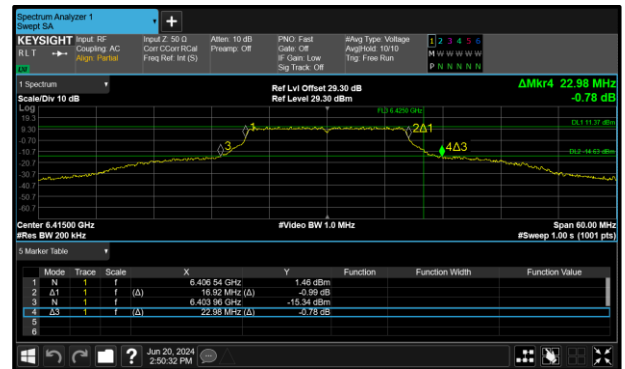 Spectrum Analyzer 1
Swept SA
KEYSIGHT Input: RF Input Z: 50 Ω Atten: 10 dB PNO: Fast #Avg Type: Voltage 1 2 3 4 5 6
RLT Coupling: AC Corr CCorr RCal Preamp: Off Gate: Off Avg|Hold: 10/10 M W W W W W
Align: Partial Freq Ref: Int (S) IF Gain: Low Trig: Free Run
Sig Track: Off P N N N N N
LW
1 Spectrum Ref Lvl Offset 29.30 dB ΔMkr4 22.98 MHz
Scale/Div 10 dB Ref Level 29.30 dBm -0.78 dB
Log
19.3 FLS 6.4250 GHz
DL1 11.37 dBm
9.30 1 2Δ1
-0.70
-10.7 3 4Δ3 DL2 -14.63 dBm
-20.7
-30.7
-40.7
-50.7
-60.7
Center 6.41500 GHz #Video BW 1.0 MHz Span 60.00 MHz
#Res BW 200 kHz #Sweep 1.00 s (1001 pts)
5 Marker Table
Mode Trace Scale X Y Function Function Width Function Value
1 N 1 f 6.406 54 GHz 1.46 dBm
2 Δ1 1 f (Δ) 16.92 MHz (Δ) -0.99 dB
3 N 1 f 6.403 96 GHz -15.34 dBm
4 Δ3 1 f (Δ) 22.98 MHz (Δ) -0.78 dB
5
6
? Jun 20, 2024
2:50:32 PM